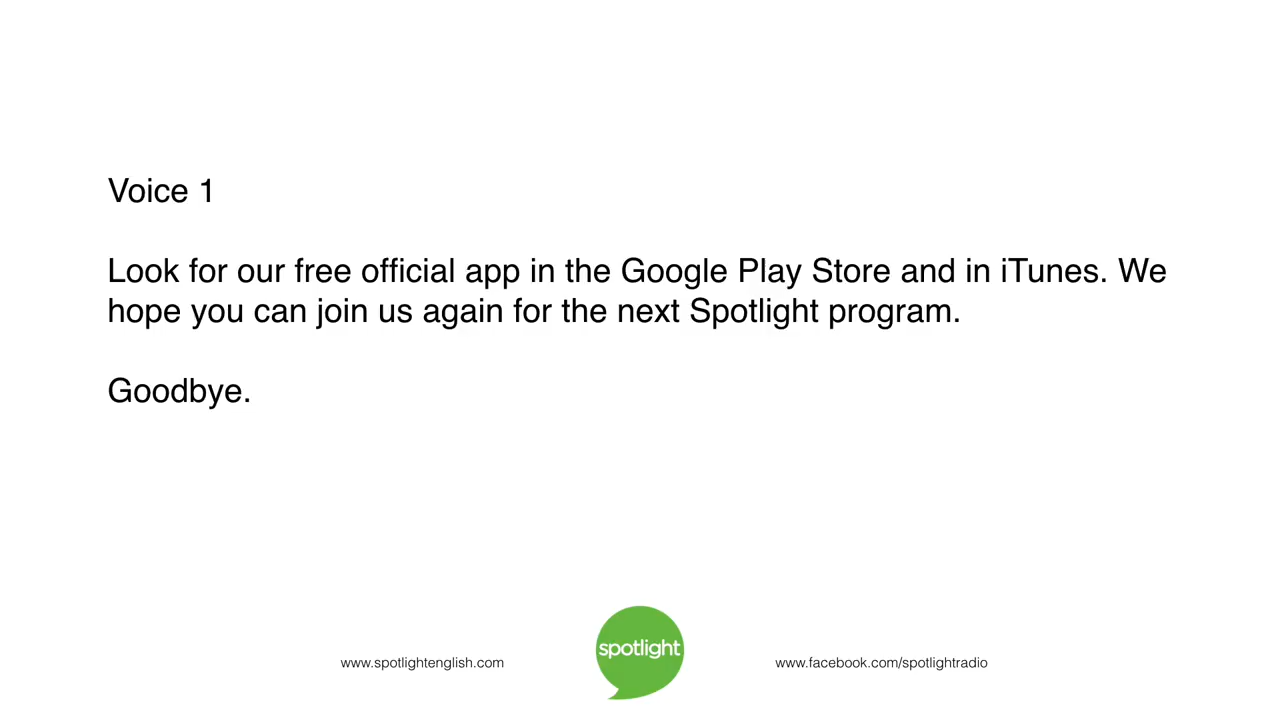 Voice 1
Look for our free official app in the Google Play Store and in iTunes. We
hope you can join us again for the next Spotlight program.
Goodbye.
www.spotlightenglish.com
spotlight
www.facebook.com/spotlightradio